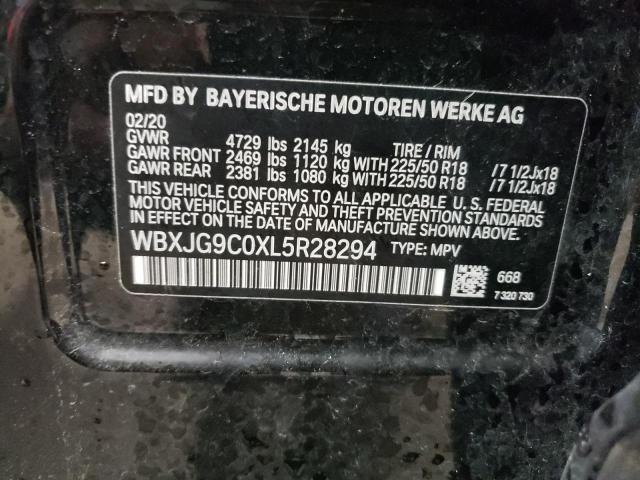 MFD BY BAYERISCHE MOTOREN WERKE AG
02/20
GVWR 4729 lbs 2145 kg TIRE / RIM
GAWR FRONT 2469 lbs 1120 kg WITH 225/50 R18 /7 1/2Jx18
GAWR REAR 2381 lbs 1080 kg WITH 225/50 R18 /7 1/2Jx18
THIS VEHICLE CONFORMS TO ALL APPLICABLE U. S. FEDERAL
MOTOR VEHICLE SAFETY AND THEFT PREVENTION STANDARDS
IN EFFECT ON THE DATE OF MANUFACTURE SHOWN ABOVE.
WBXJG9C0XL5R28294 TYPE: MPV
668
7 320 730